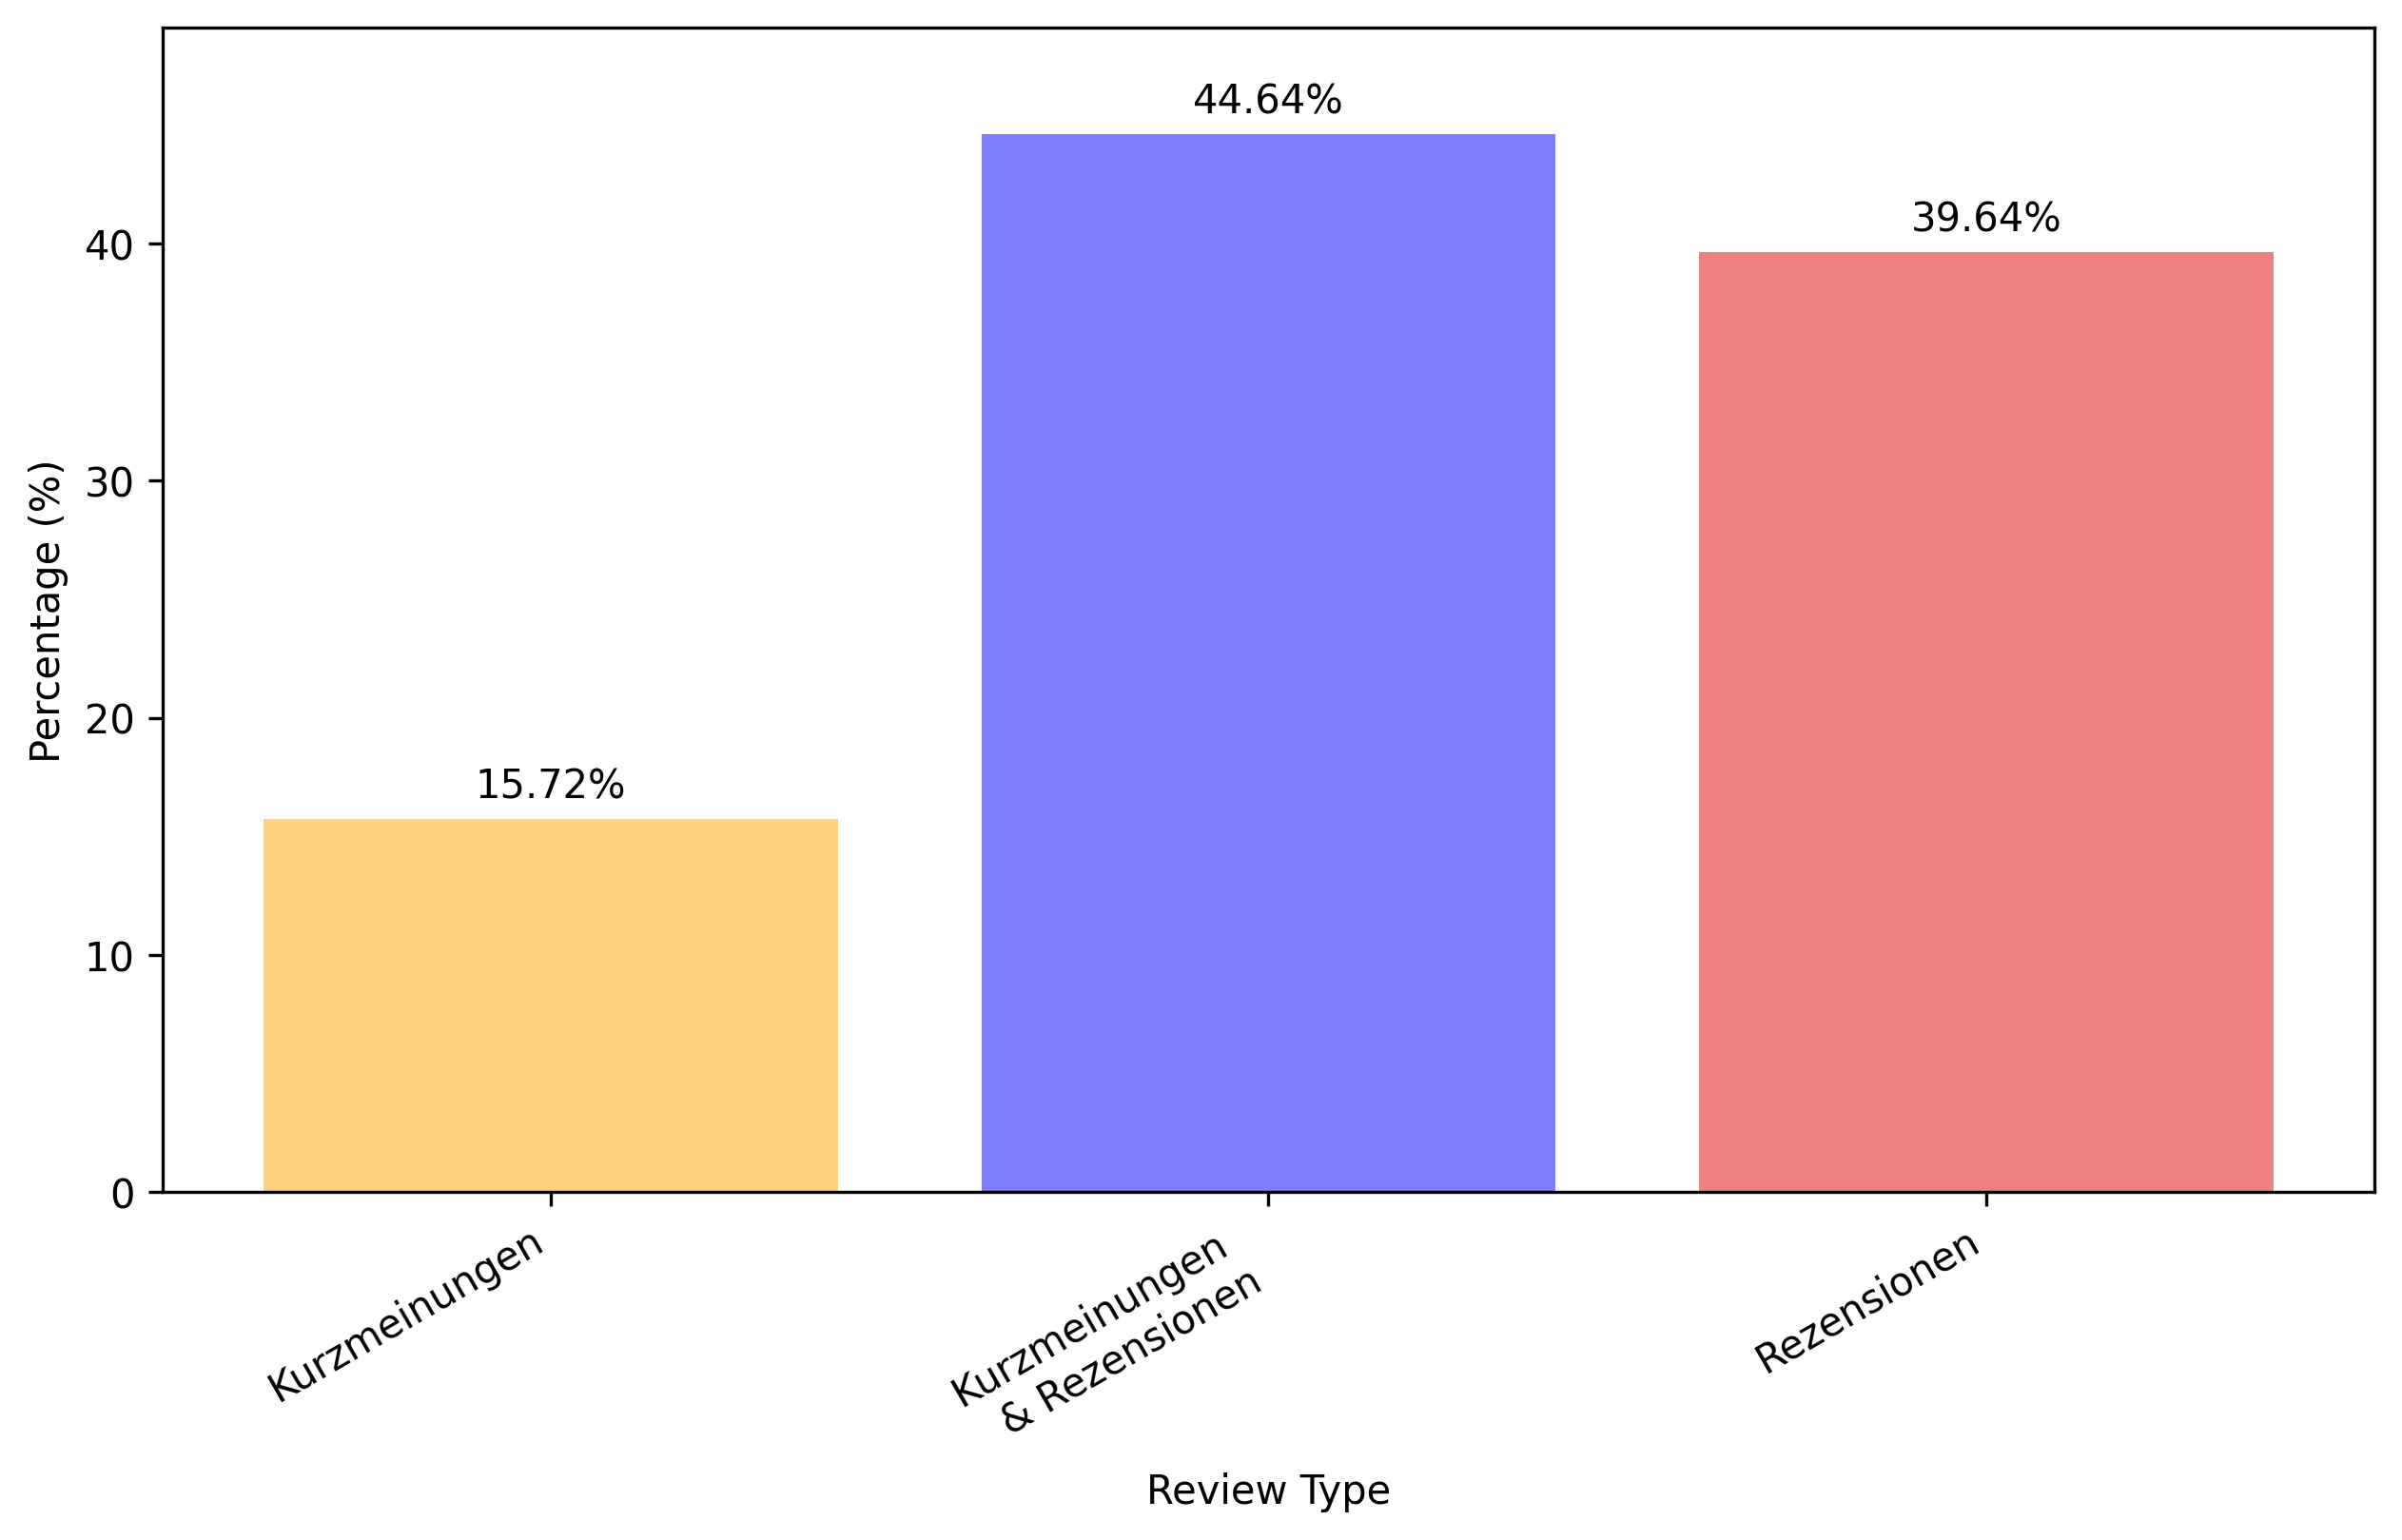 44.64%
39.64%
15.72%
Percentage (%)
40
30
20
10
0
Kurzmeinungen
Kurzmeinungen
& Rezensionen
Rezensionen
Review Type